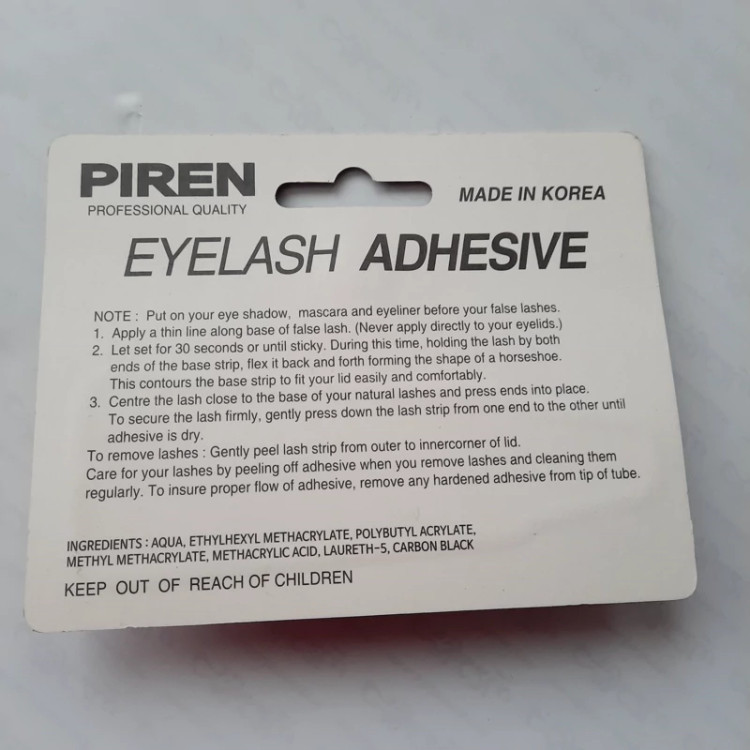 PIREN
PROFESSIONAL QUALITY
MADE IN KOREA
EYELASH ADHESIVE
NOTE : Put on your eye shadow, mascara and eyeliner before your false lashes.
1. Apply a thin line along base of false lash. (Never apply directly to your eyelids.)
2. Let set for 30 seconds or until sticky. During this time, holding the lash by both
ends of the base strip, flex it back and forth forming the shape of a horseshoe.
This contours the base strip to fit your lid easily and comfortably.
3. Centre the lash close to the base of your natural lashes and press ends into place.
To secure the lash firmly, gently press down the lash strip from one end to the other until
adhesive is dry.
To remove lashes : Gently peel lash strip from outer to innercorner of lid.
Care for your lashes by peeling off adhesive when you remove lashes and cleaning them
regularly. To insure proper flow of adhesive, remove any hardened adhesive from tip of tube.
INGREDIENTS : AQUA, ETHYLHEXYL METHACRYLATE, POLYBUTYL ACRYLATE,
METHYL METHACRYLATE, METHACRYLIC ACID, LAURETH-5, CARBON BLACK
KEEP OUT OF REACH OF CHILDREN